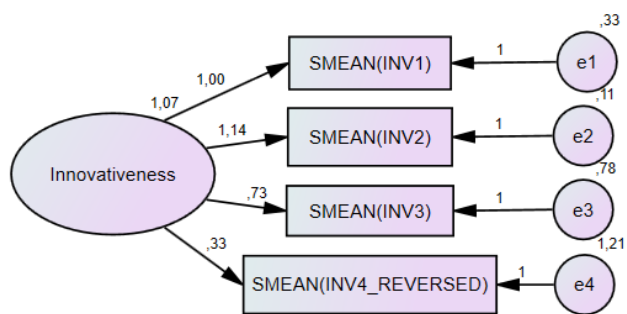 ,33
1,00
SMEAN(INV1)
1
e1
1,07
,11
1,14
SMEAN(INV2)
1
e2
Innovativeness
,78
,73
SMEAN(INV3)
1
e3
,33
1,21
SMEAN(INV4_REVERSED)
1
e4